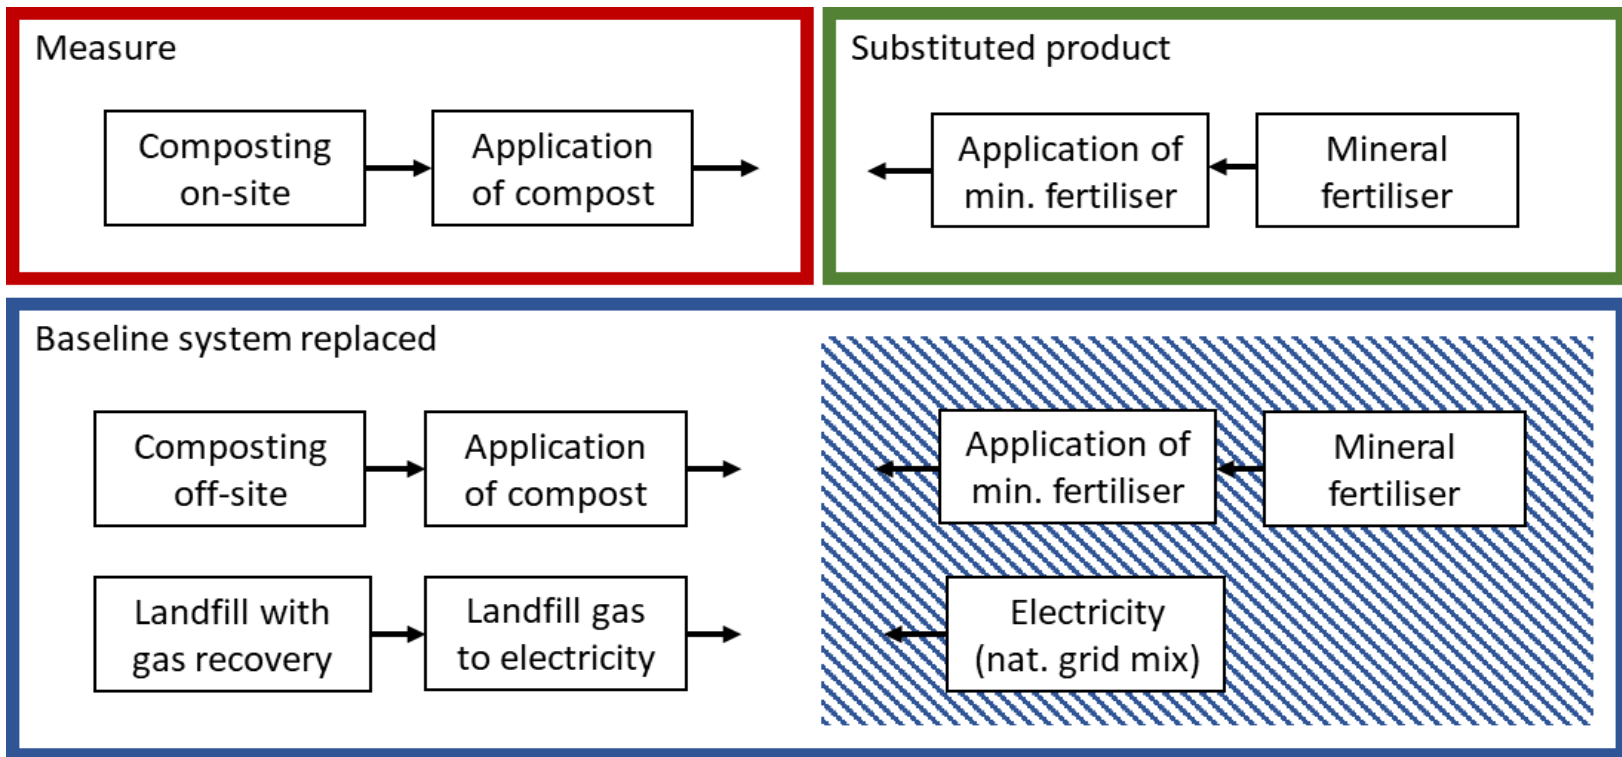 Measure
Composting
on-site
Application
of compost
Substituted product
Application of
min. fertiliser
Mineral
fertiliser
Baseline system replaced
Composting
off-site
Application
of compost
Application of
min. fertiliser
Mineral
fertiliser
Landfill with
gas recovery
Landfill gas
to electricity
Electricity
(nat. grid mix)